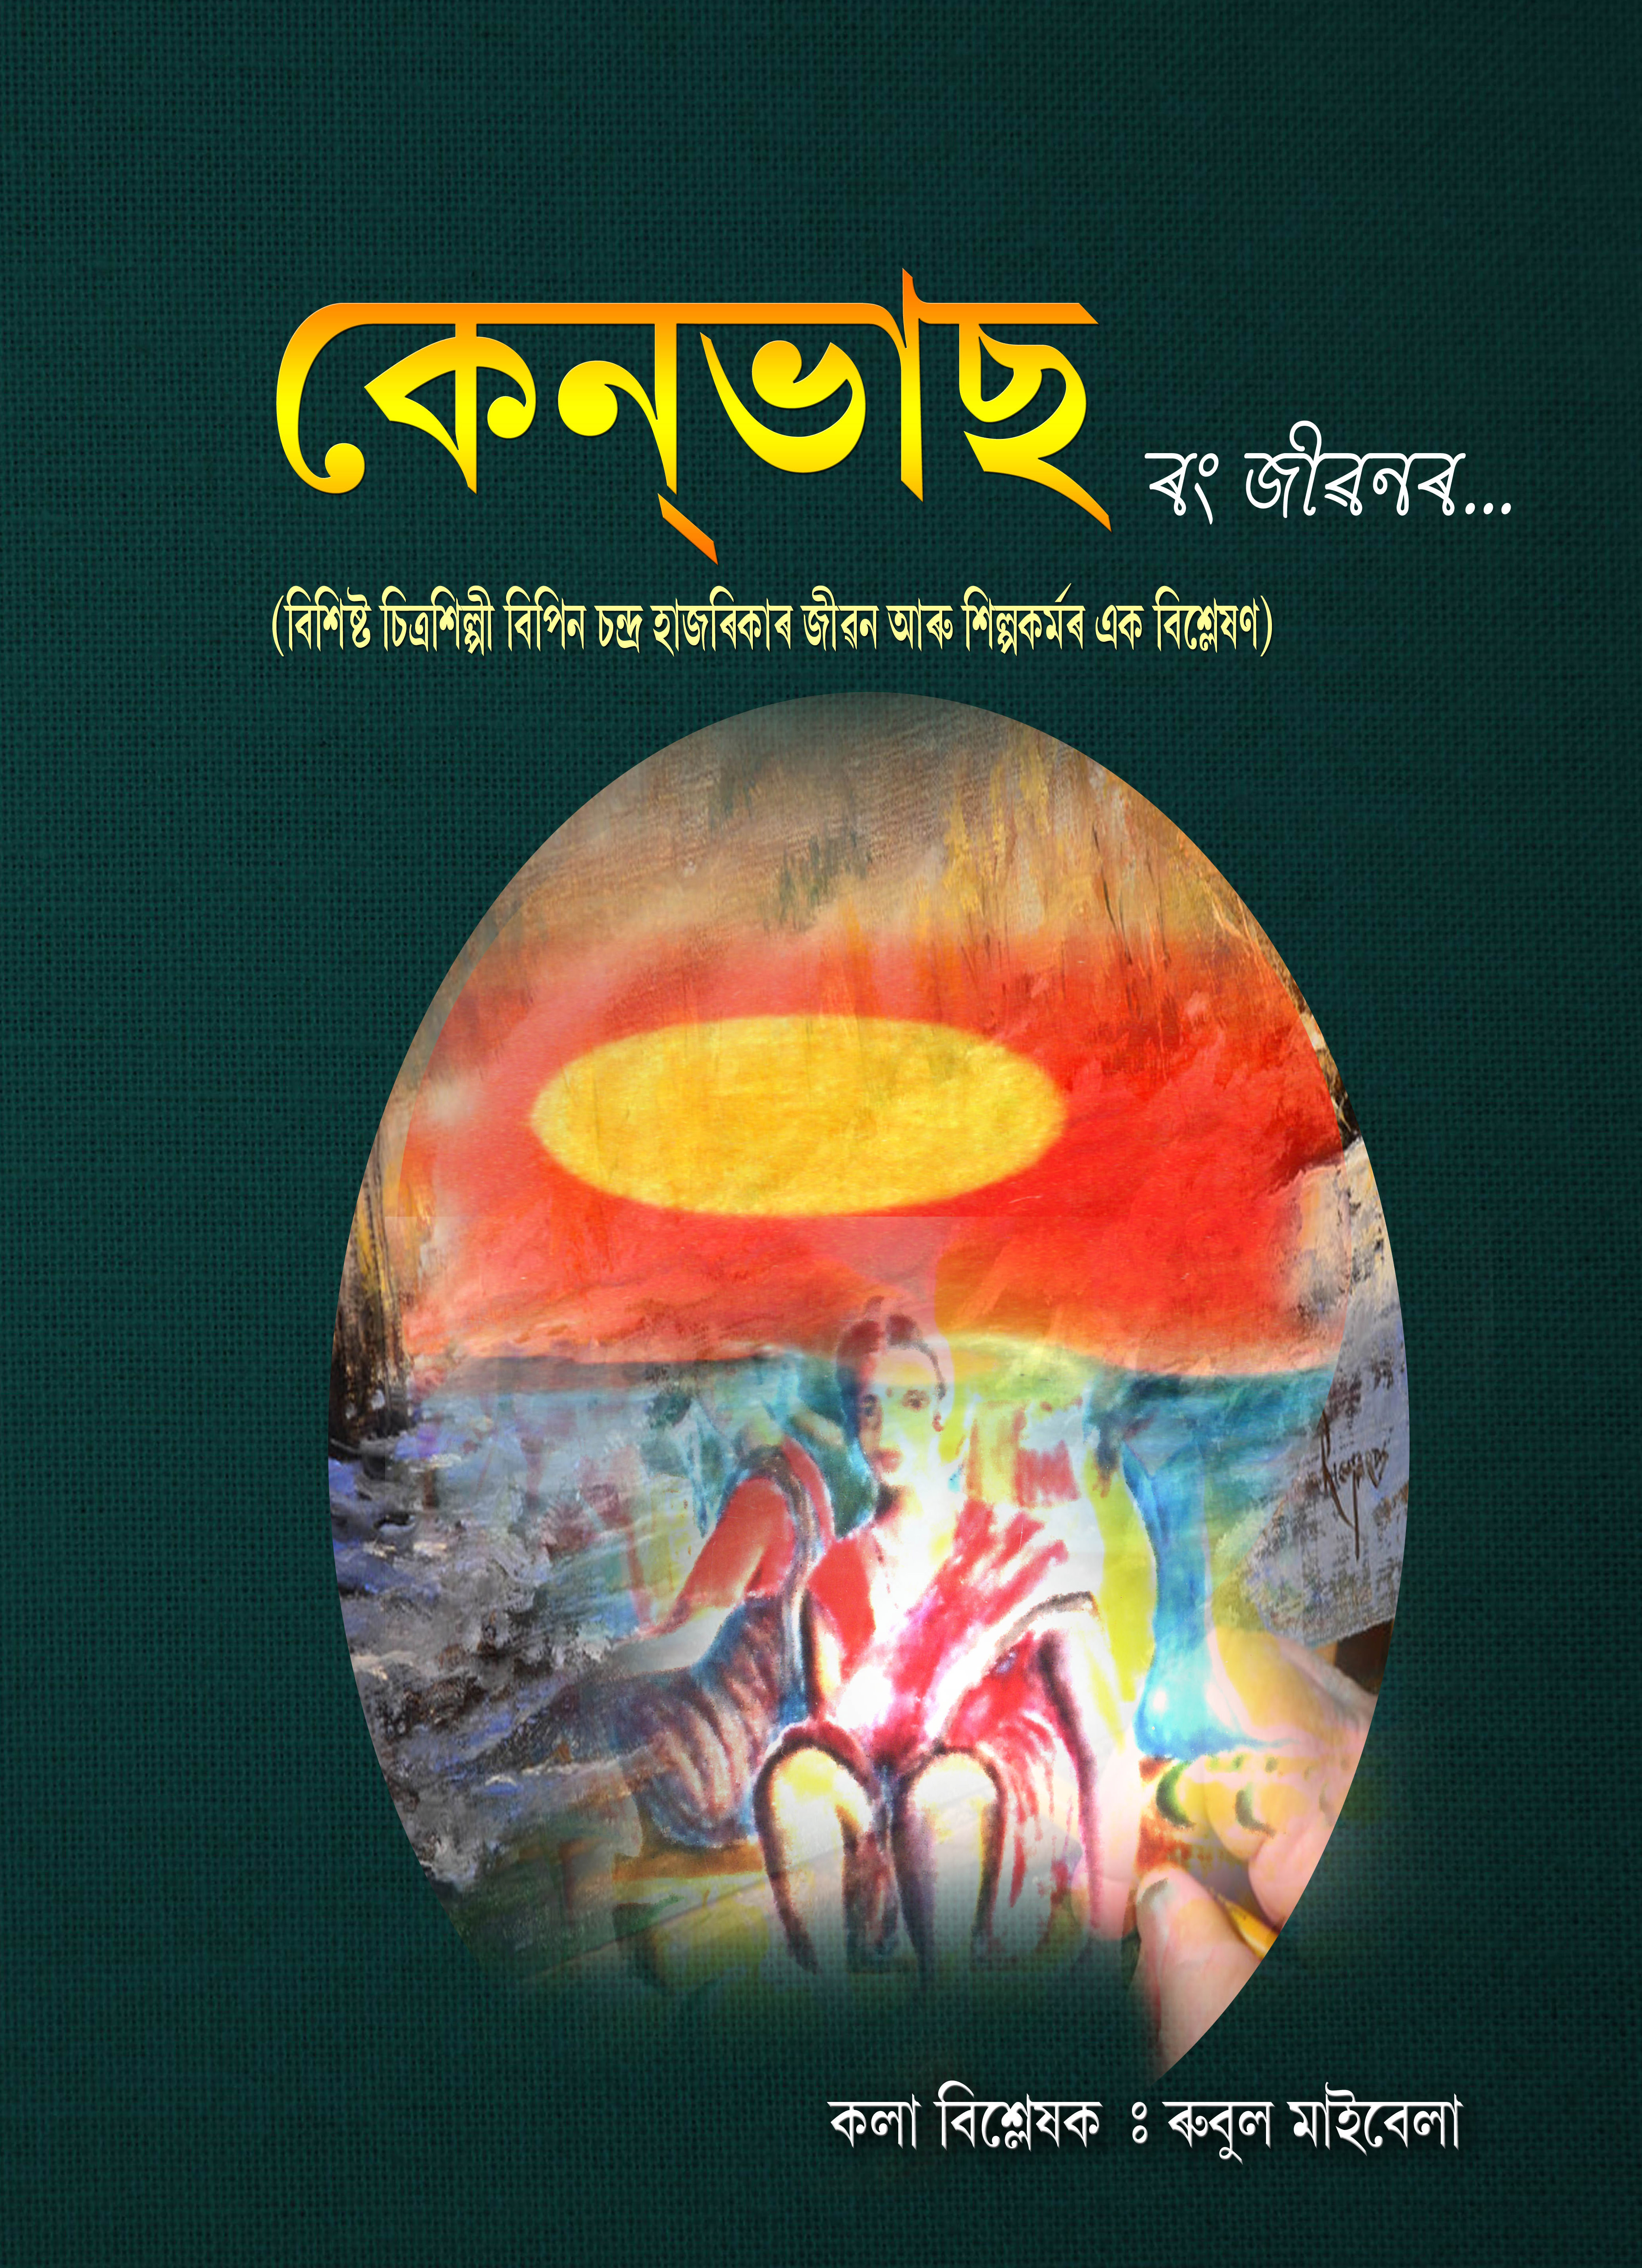 কেন্‌ভাছ ৰং জীৱনৰ...
(বিশিষ্ট চিত্ৰশিল্পী বিপিন চন্দ্ৰ হাজৰিকাৰ জীৱন আৰু শিল্পকৰ্মৰ এক বিশ্লেষণ)
কলা বিশ্লেষক ঃ ৰুবুল মাইবেলা